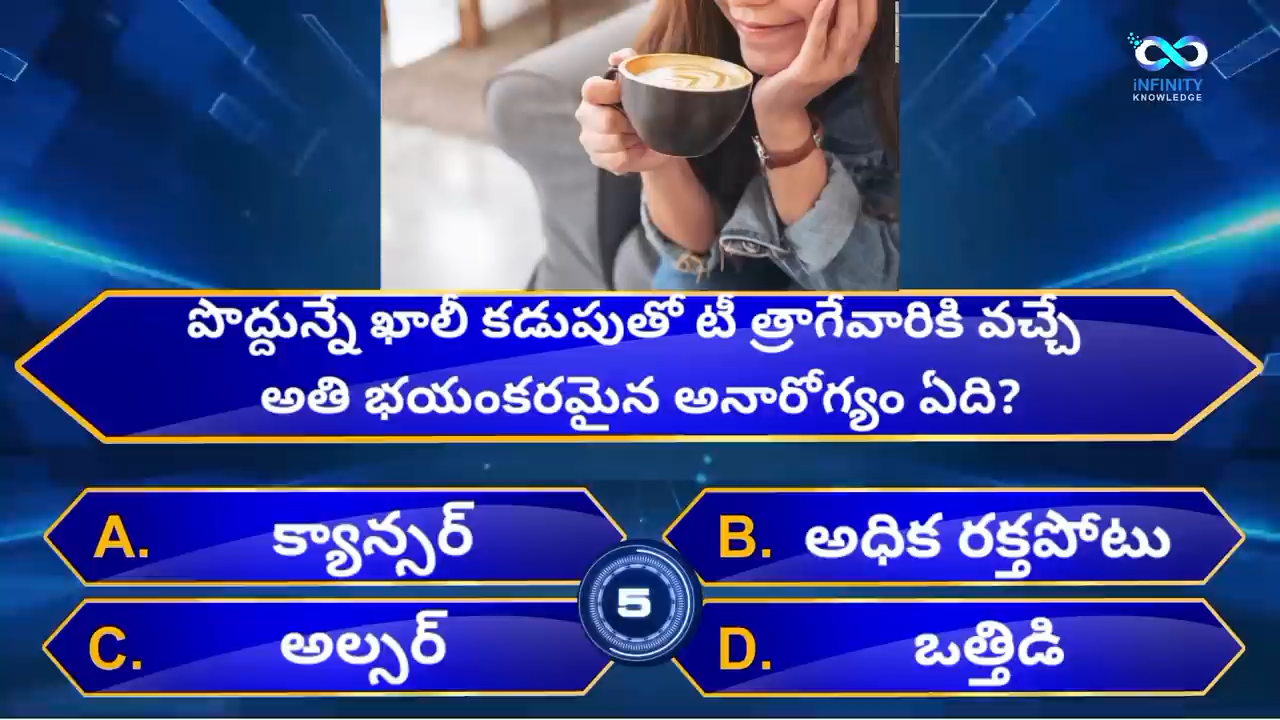 iNFINITY
KNOWLEDGE
పొద్దున్నే ఖాలీ కడుపుతో టీ త్రాగేవారికి వచ్చే
అతి భయంకరమైన అనారోగ్యం ఏది?
A. క్యాన్సర్
B. అధిక రక్తపోటు
5
C. అల్సర్
D. ఒత్తిడి